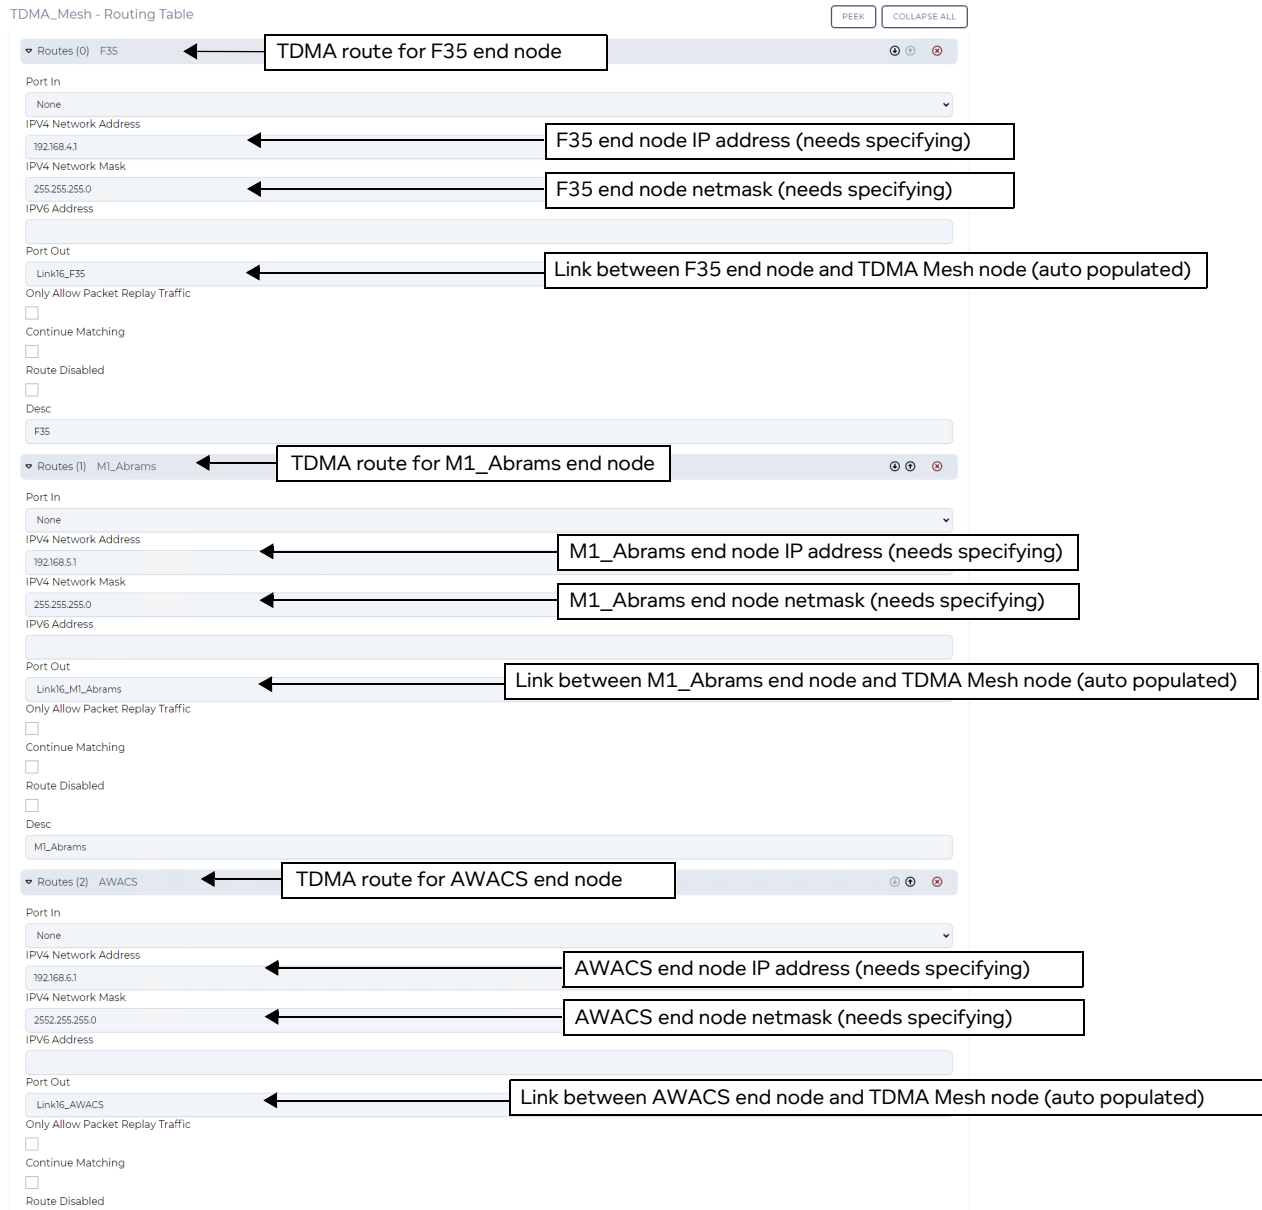 TDMA_Mesh - Routing Table
PEEK
COLLAPSE ALL
Routes (0) F35
TDMA route for F35 end node
Port In
None
IPV4 Network Address
192.168.4.1
F35 end node IP address (needs specifying)
IPV4 Network Mask
255.255.255.0
F35 end node netmask (needs specifying)
IPV6 Address
Port Out
Link16_F35
Link between F35 end node and TDMA Mesh node (auto populated)
Only Allow Packet Replay Traffic
Continue Matching
Route Disabled
Desc
F35
Routes (1) M1_Abrams
TDMA route for M1_Abrams end node
Port In
None
IPV4 Network Address
192.168.5.1
M1_Abrams end node IP address (needs specifying)
IPV4 Network Mask
255.255.255.0
M1_Abrams end node netmask (needs specifying)
IPV6 Address
Port Out
Link16_M1_Abrams
Link between M1_Abrams end node and TDMA Mesh node (auto populated)
Only Allow Packet Replay Traffic
Continue Matching
Route Disabled
Desc
M1_Abrams
Routes (2) AWACS
TDMA route for AWACS end node
Port In
None
IPV4 Network Address
192.168.6.1
AWACS end node IP address (needs specifying)
IPV4 Network Mask
2552.255.255.0
AWACS end node netmask (needs specifying)
IPV6 Address
Port Out
Link16_AWACS
Link between AWACS end node and TDMA Mesh node (auto populated)
Only Allow Packet Replay Traffic
Continue Matching
Route Disabled